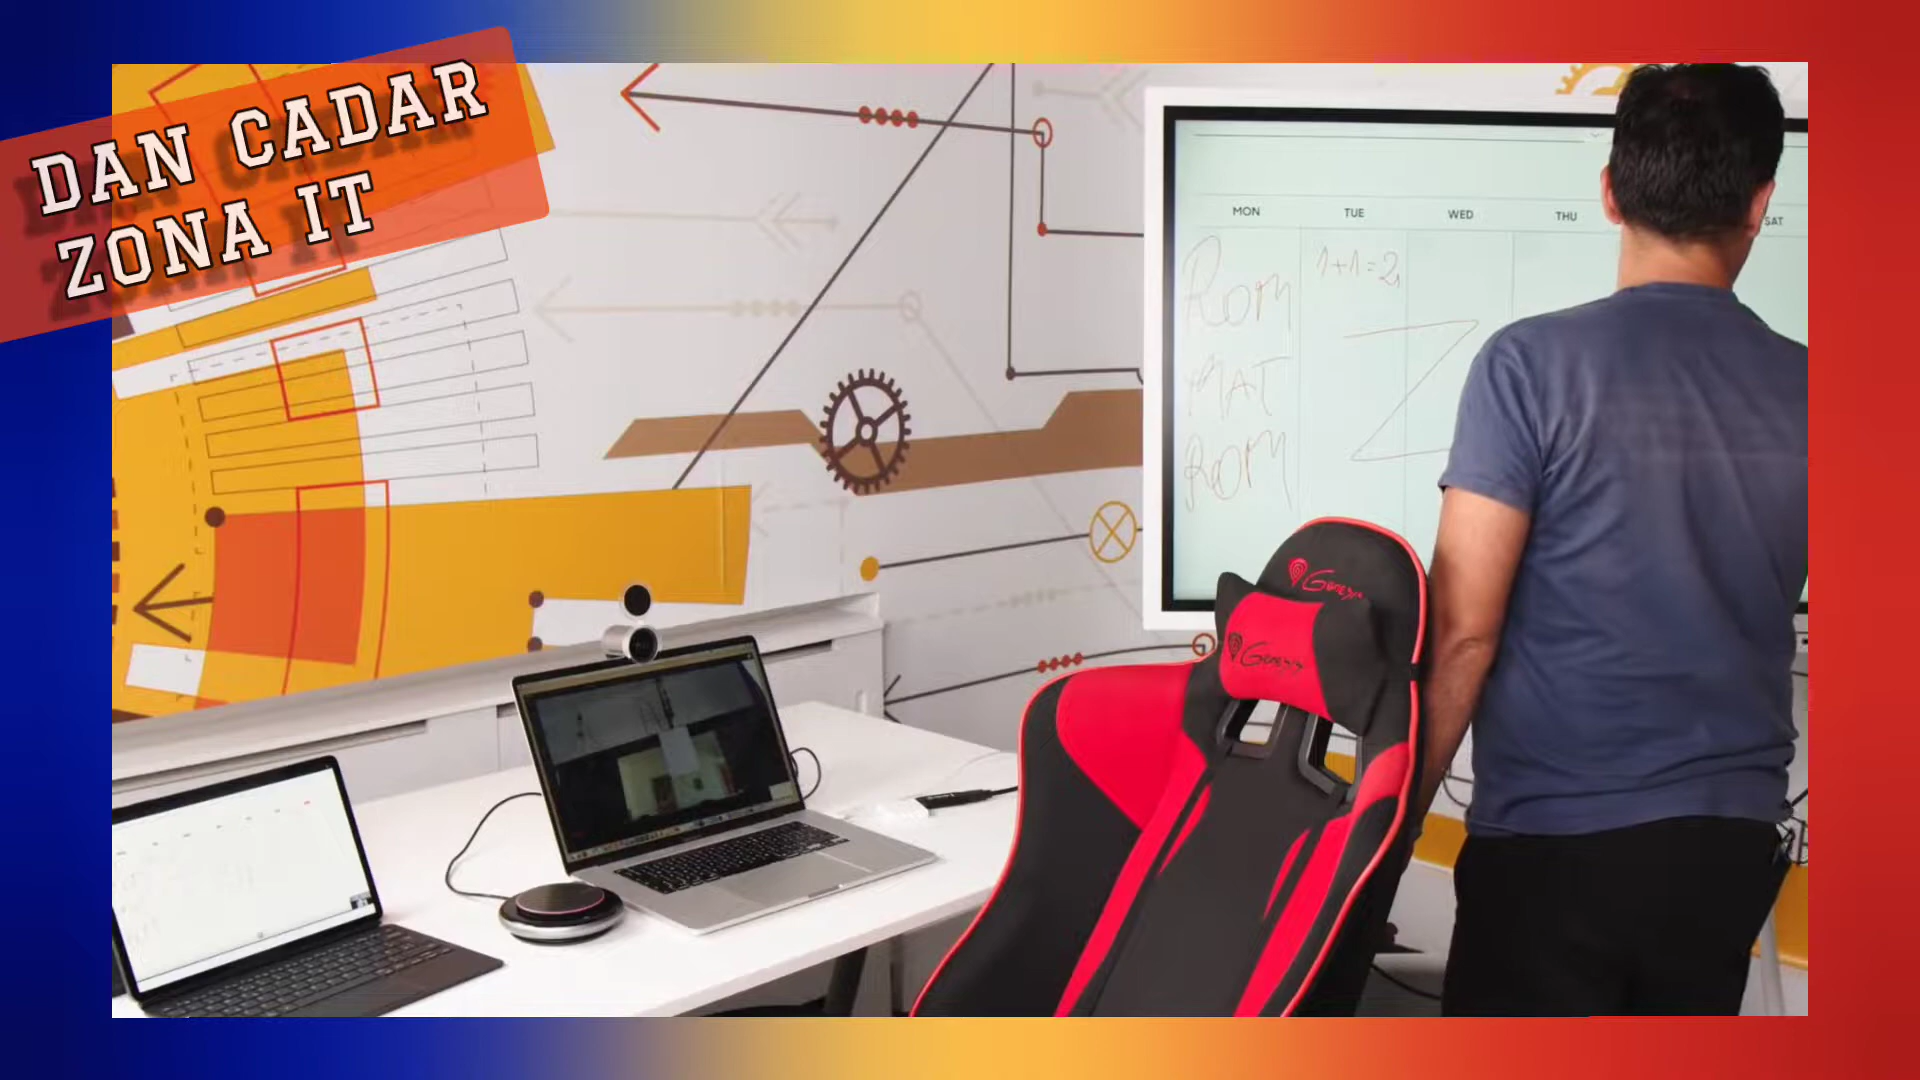 DAN CADAR
ZONA IT
MON TUE WED THU SAT
Rom 1+1=2
MAT
Rom
Genesis
Genesis